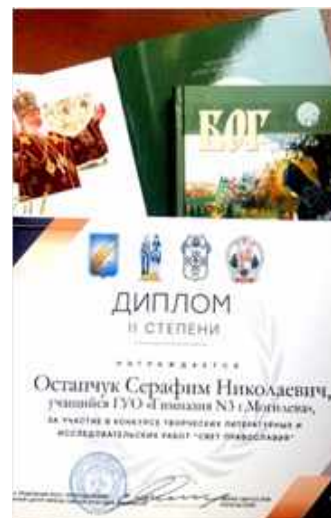 БОГ
ДИПЛОМ
II СТЕПЕНИ
НАГРАЖДАЕТСЯ
Остапчук Серафим Николаевич,
учащийся ГУО «Гимназия N3 г.Могилева»,
ЗА УЧАСТИЕ В КОНКУРСЕ ТВОРЧЕСКИХ ЛИТЕРАТУРНЫХ И
ИССЛЕДОВАТЕЛЬСКИХ РАБОТ "СВЕТ ПРАВОСЛАВИЯ"